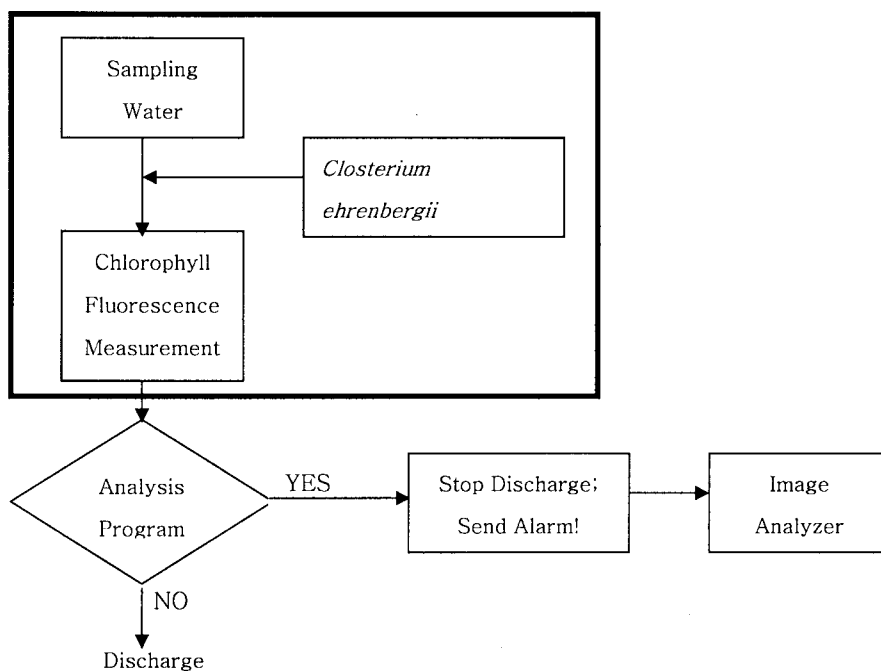 Sampling
Water
Closterium
ehrenbergii
Chlorophyll
Fluorescence
Measurement
Analysis
Program
YES
Stop Discharge;
Send Alarm!
Image
Analyzer
NO
Discharge